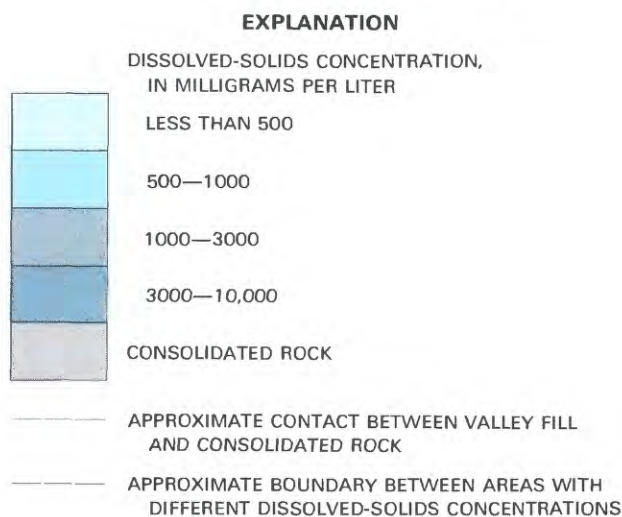 EXPLANATION
DISSOLVED-SOLIDS CONCENTRATION,
IN MILLIGRAMS PER LITER
LESS THAN 500
500—1000
1000—3000
3000—10,000
CONSOLIDATED ROCK
APPROXIMATE CONTACT BETWEEN VALLEY FILL
AND CONSOLIDATED ROCK
APPROXIMATE BOUNDARY BETWEEN AREAS WITH
DIFFERENT DISSOLVED-SOLIDS CONCENTRATIONS